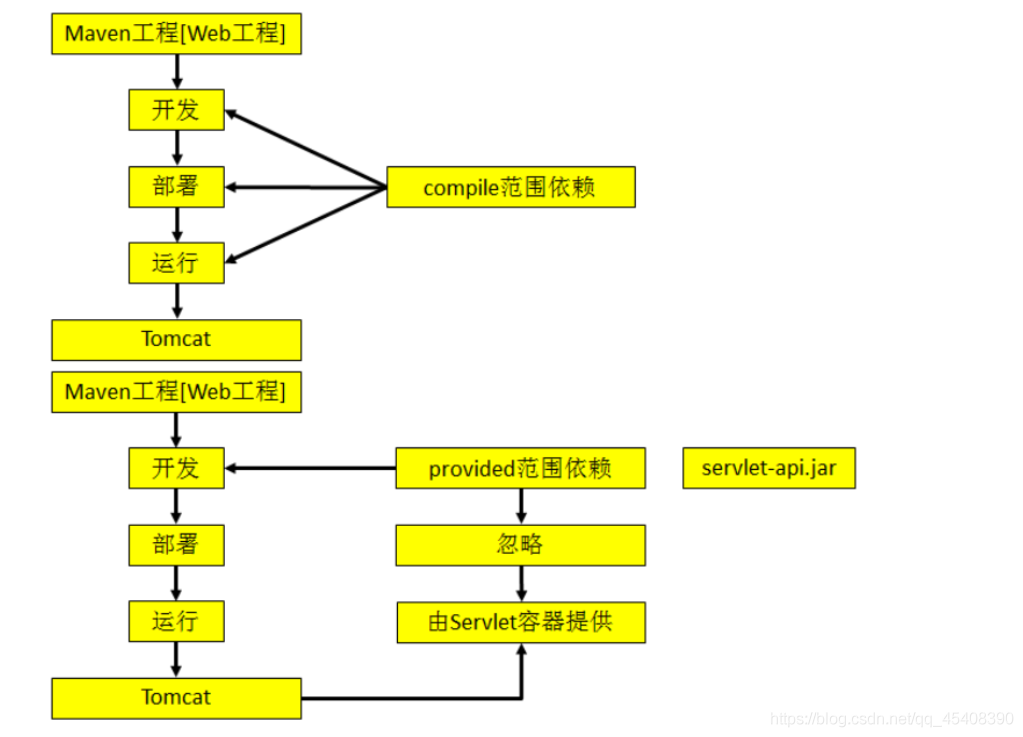 Maven工程[Web工程]
开发
部署
compile范围依赖
运行
Tomcat
Maven工程[Web工程]
开发
provided范围依赖
servlet-api.jar
部署
忽略
运行
由Servlet容器提供
Tomcat
https://blog.csdn.net/qq_45408390